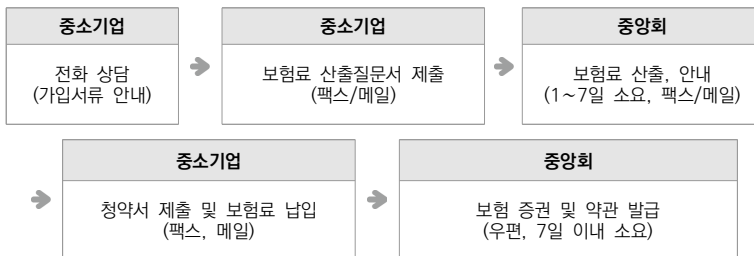 중소기업
전화 상담
(가입서류 안내)
중소기업
보험료 산출질문서 제출
(팩스/메일)
중앙회
보험료 산출, 안내
(1～7일 소요, 팩스/메일)
중소기업
청약서 제출 및 보험료 납입
(팩스, 메일)
중앙회
보험 증권 및 약관 발급
(우편, 7일 이내 소요)